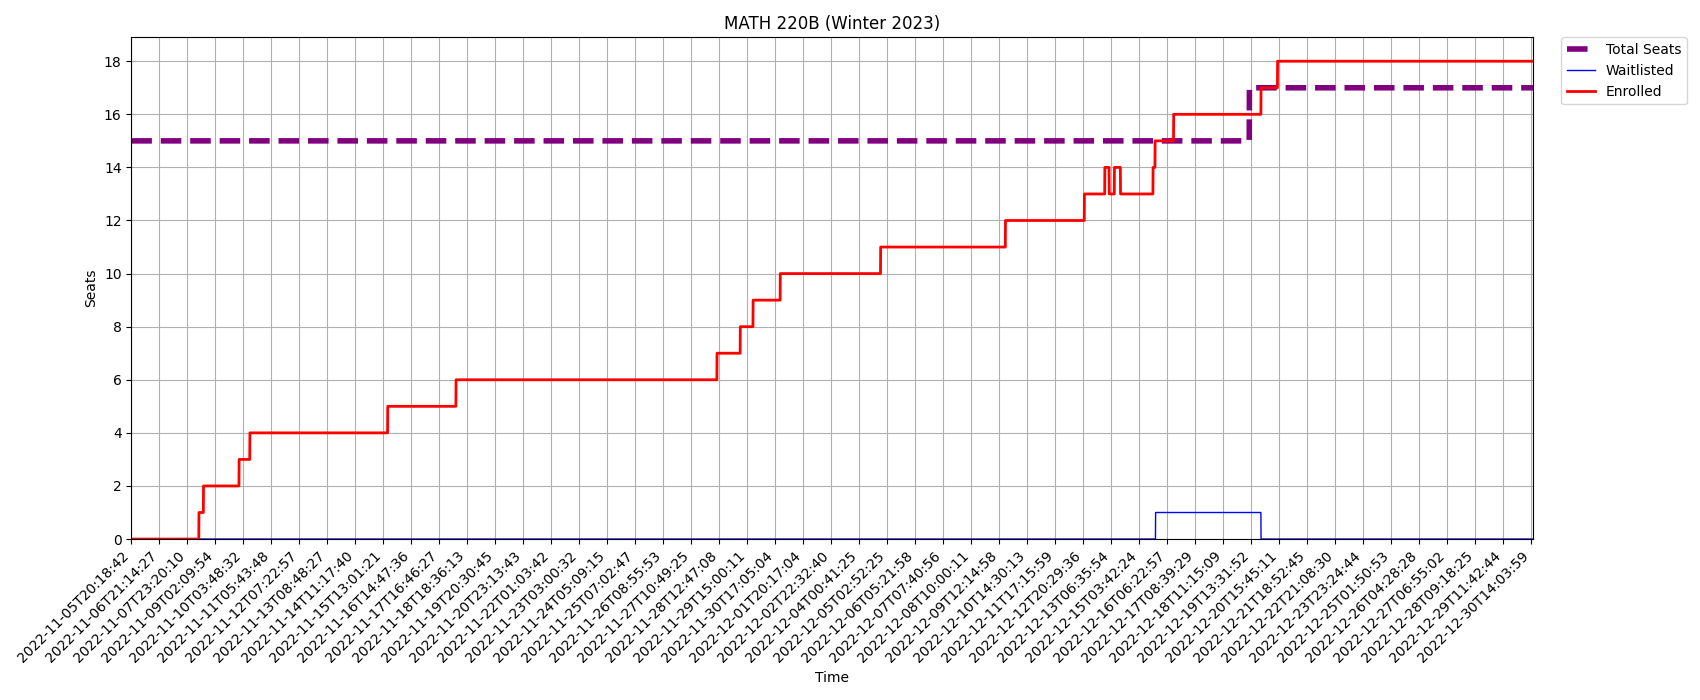 MATH 220B (Winter 2023)
Total Seats
Waitlisted
Enrolled
Seats
18
16
14
12
10
8
6
4
2
0
2022-11-05T20:18:42
2022-11-06T21:14:27
2022-11-07T23:20:10
2022-11-09T02:09:54
2022-11-10T03:48:32
2022-11-11T05:43:48
2022-11-12T07:22:57
2022-11-13T08:48:27
2022-11-14T11:17:40
2022-11-15T13:01:21
2022-11-16T14:47:36
2022-11-17T16:46:27
2022-11-18T18:36:13
2022-11-19T20:30:45
2022-11-20T23:13:43
2022-11-22T01:03:42
2022-11-23T03:00:32
2022-11-24T05:09:15
2022-11-25T07:02:47
2022-11-26T08:55:53
2022-11-27T10:49:25
2022-11-28T12:47:08
2022-11-29T15:00:11
2022-11-30T17:05:04
2022-12-01T20:17:04
2022-12-02T22:32:40
2022-12-04T00:41:25
2022-12-05T02:52:25
2022-12-06T05:21:58
2022-12-07T07:40:56
2022-12-08T10:00:11
2022-12-09T12:14:58
2022-12-10T14:30:13
2022-12-11T17:15:59
2022-12-12T20:29:36
2022-12-13T06:35:54
2022-12-15T03:42:24
2022-12-16T06:22:57
2022-12-17T08:39:29
2022-12-18T11:15:09
2022-12-19T13:31:52
2022-12-20T15:45:11
2022-12-21T18:52:45
2022-12-22T21:08:30
2022-12-23T23:24:44
2022-12-25T01:50:53
2022-12-26T04:28:28
2022-12-27T06:55:02
2022-12-28T09:18:25
2022-12-29T11:42:44
2022-12-30T14:03:59
Time